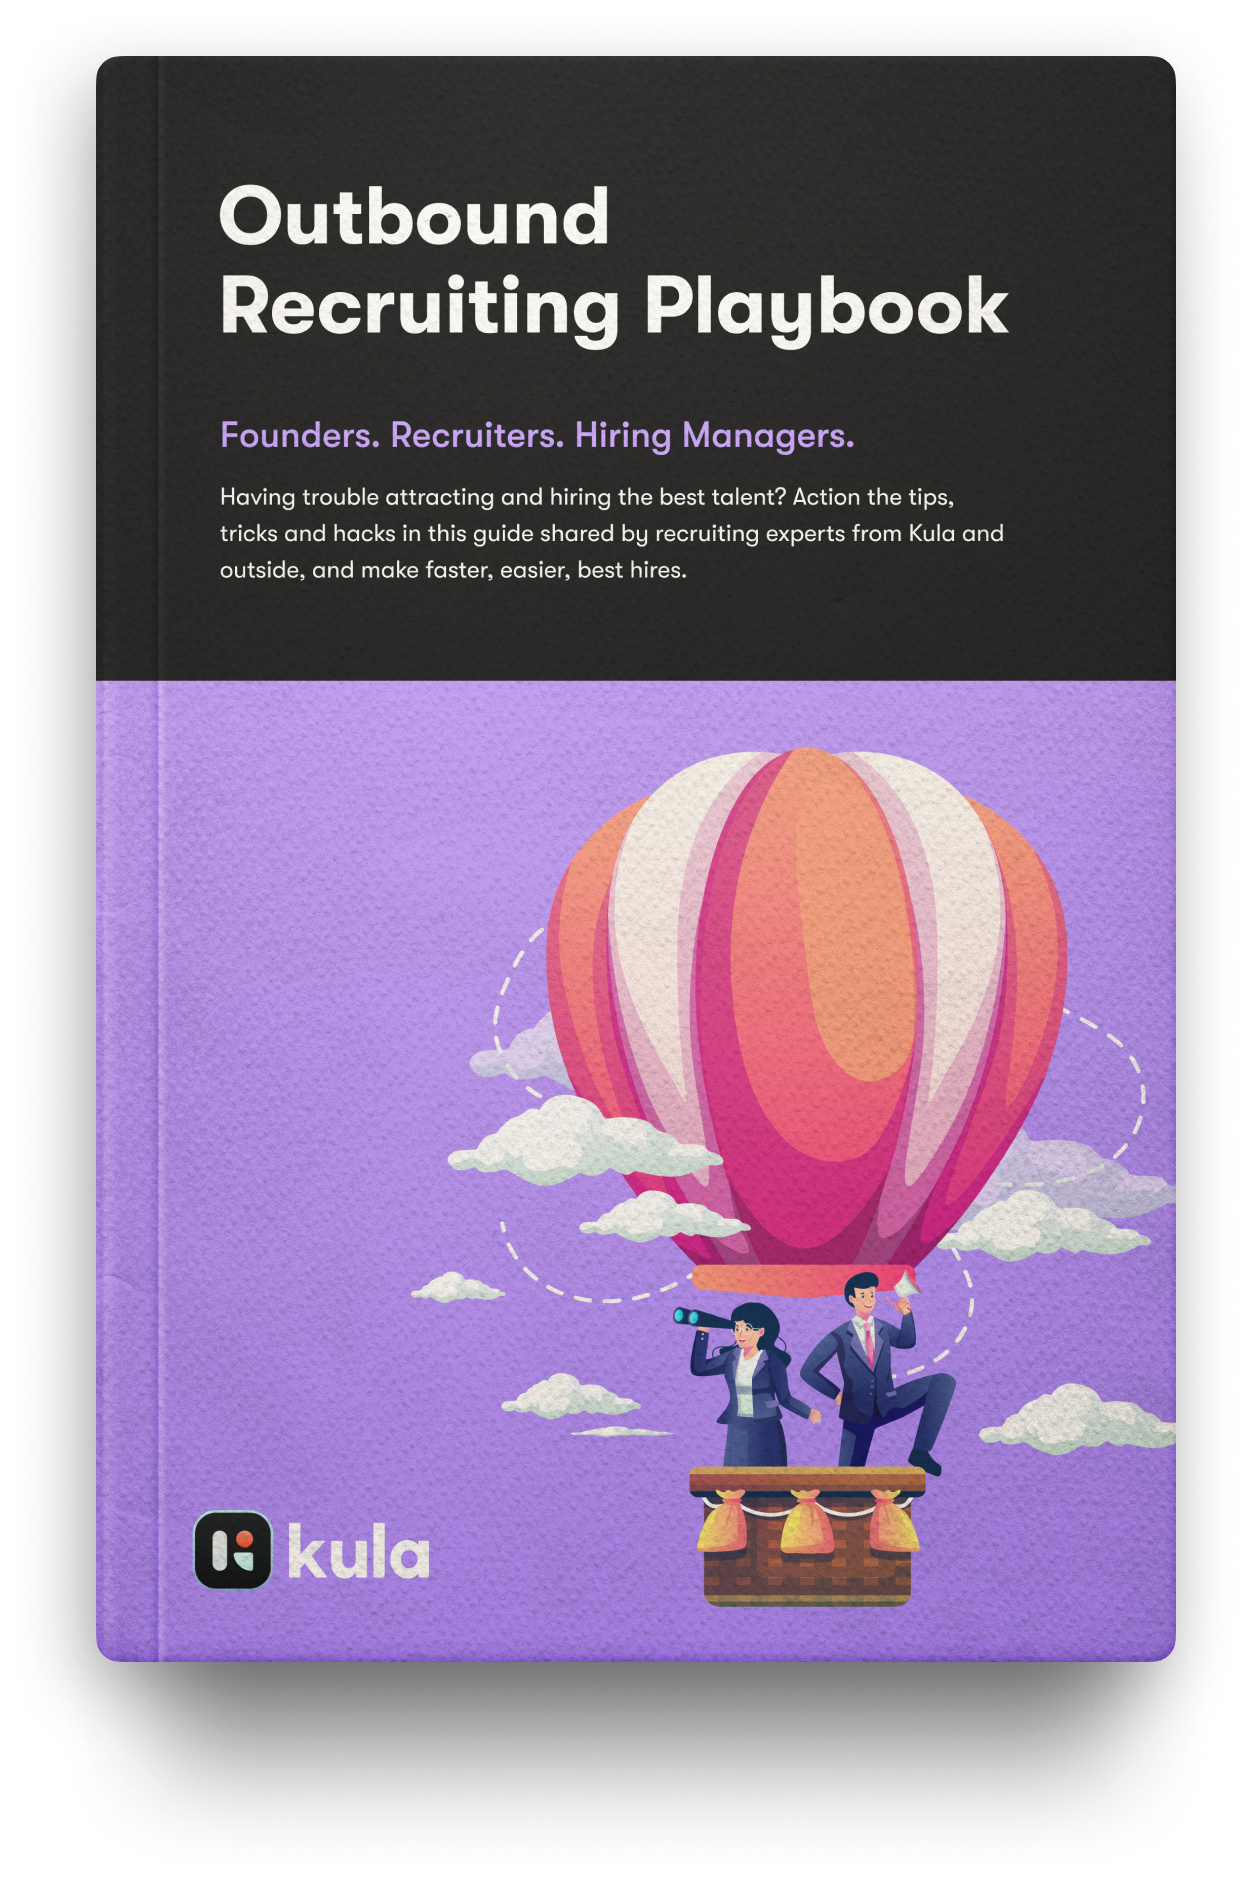 Outbound
Recruiting Playbook
Founders. Recruiters. Hiring Managers.
Having trouble attracting and hiring the best talent? Action the tips,
tricks and hacks in this guide shared by recruiting experts from Kula and
outside, and make faster, easier, best hires.
kula